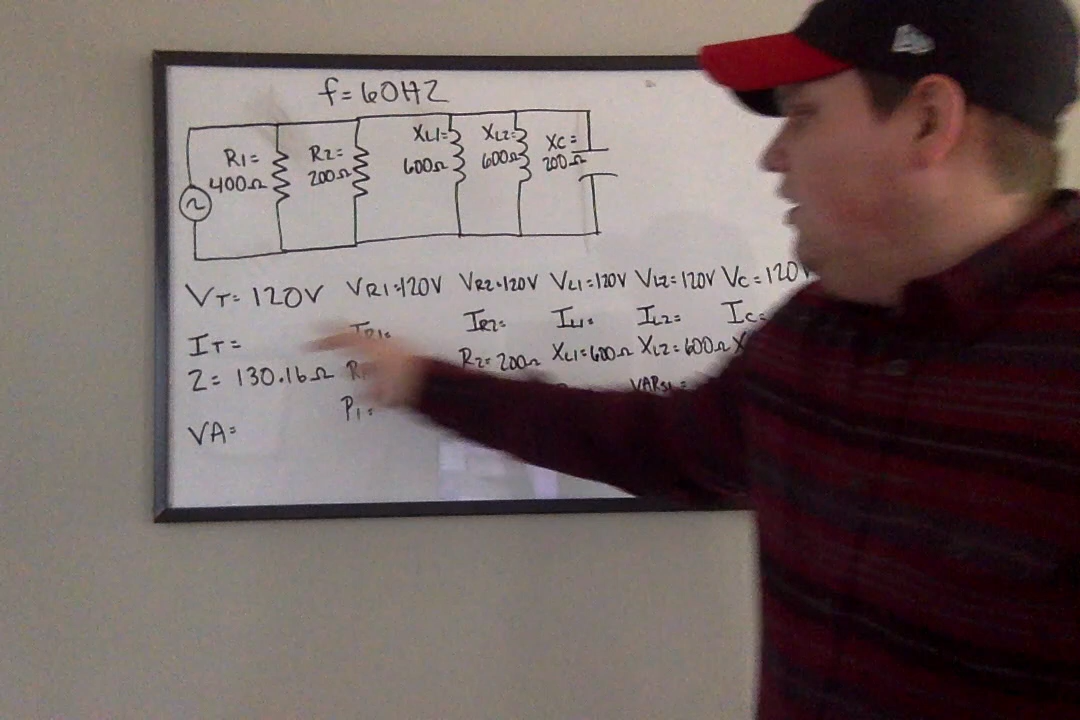 f=60HZ
R1=
400Ω
R2=
200Ω
XL1=
600Ω
XL2=
600Ω
XC=
200Ω
VT=120V VR1=120V VR2=120V VL1=120V VL2=120V VC=120V
IT= IR1= IR2= IL1= IL2= IC=
Z=130.16Ω R2=200Ω XL1=600Ω XL2=600Ω
VA= P1=